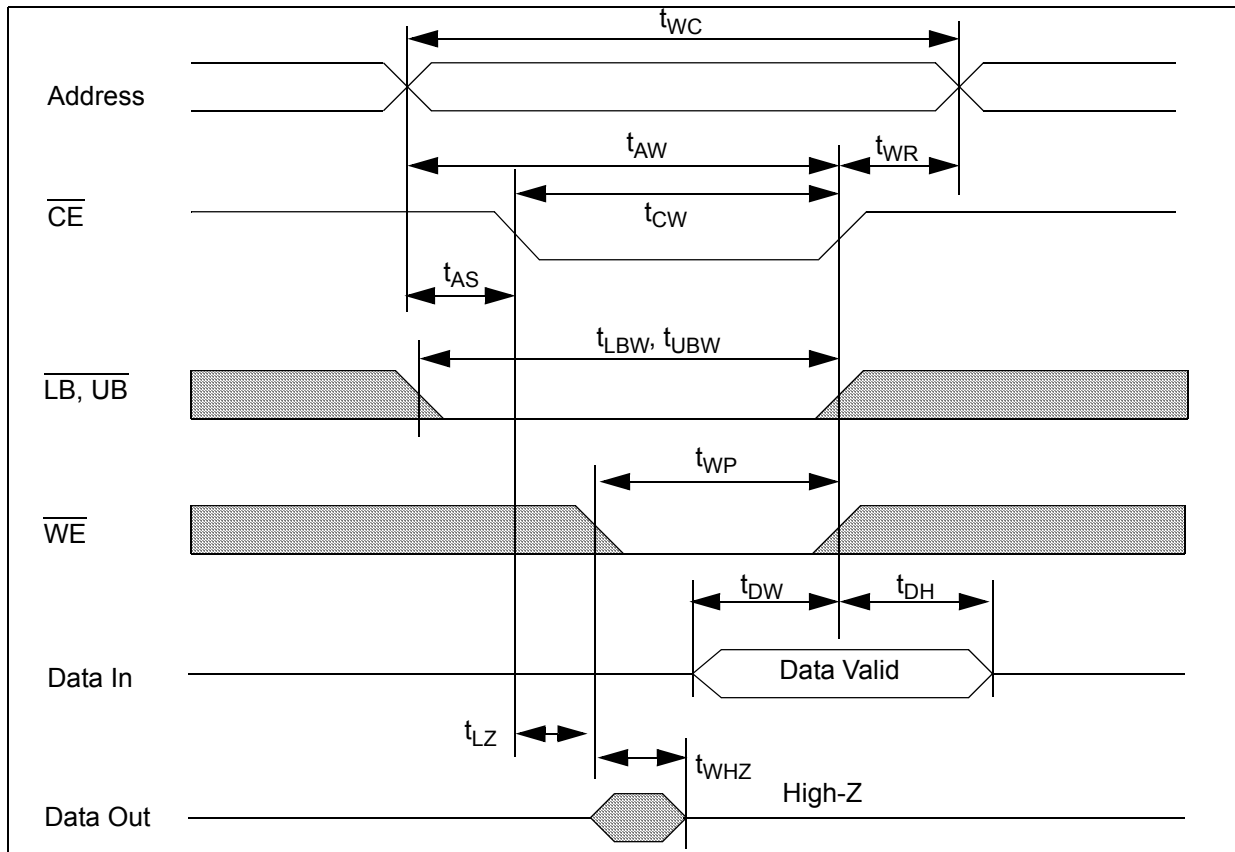 tWC
Address
tAW
tWR
CE
tCW
tAS
tLBW, tUBW
LB, UB
tWP
WE
tDW
tDH
Data In
Data Valid
tLZ
tWHZ
Data Out
High-Z